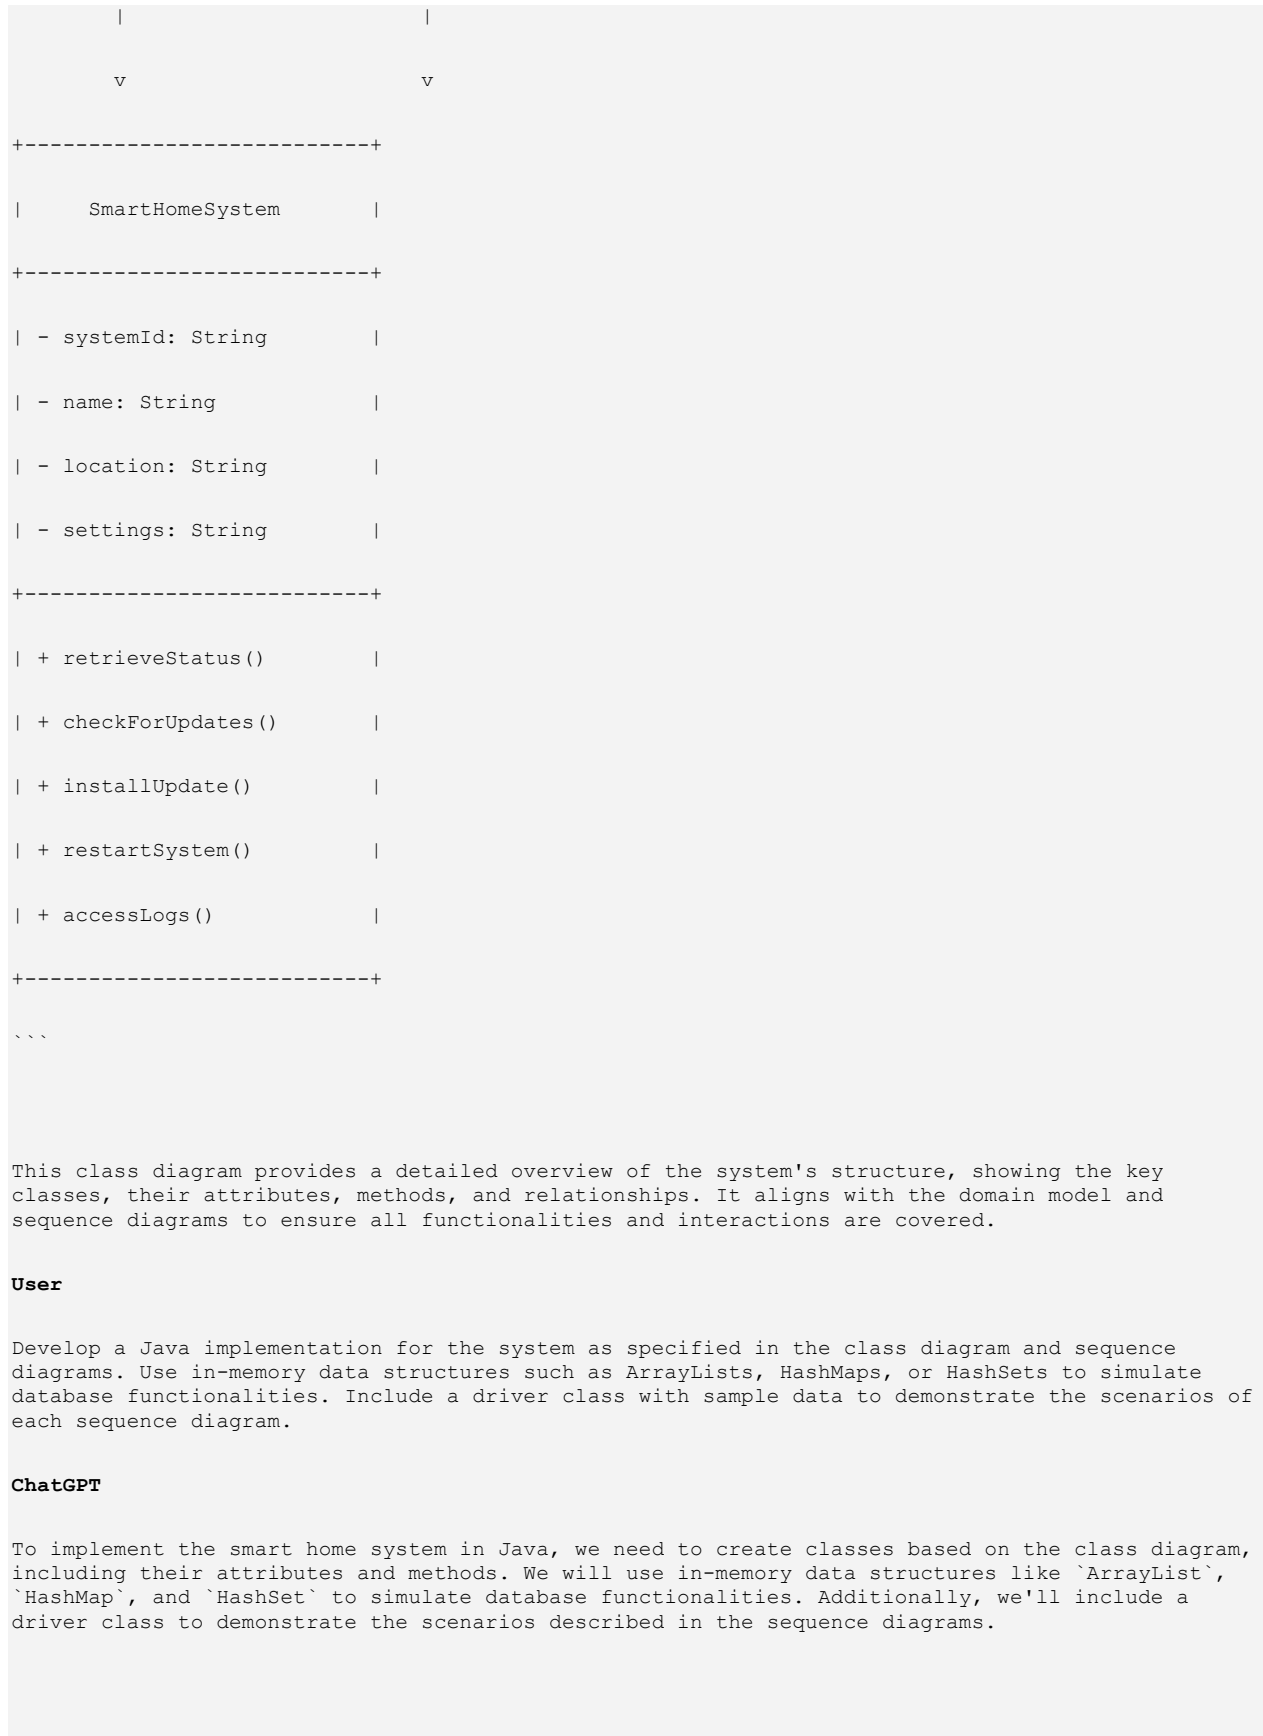 |                       |
v                       v
+---------------------------+
|     SmartHomeSystem       |
+---------------------------+
| - systemId: String        |
| - name: String            |
| - location: String        |
| - settings: String        |
+---------------------------+
| + retrieveStatus()        |
| + checkForUpdates()       |
| + installUpdate()         |
| + restartSystem()         |
| + accessLogs()            |
+---------------------------+
```
This class diagram provides a detailed overview of the system's structure, showing the key
classes, their attributes, methods, and relationships. It aligns with the domain model and
sequence diagrams to ensure all functionalities and interactions are covered.
User
Develop a Java implementation for the system as specified in the class diagram and sequence
diagrams. Use in-memory data structures such as ArrayLists, HashMaps, or HashSets to simulate
database functionalities. Include a driver class with sample data to demonstrate the scenarios of
each sequence diagram.
ChatGPT
To implement the smart home system in Java, we need to create classes based on the class diagram,
including their attributes and methods. We will use in-memory data structures like `ArrayList`,
`HashMap`, and `HashSet` to simulate database functionalities. Additionally, we'll include a
driver class to demonstrate the scenarios described in the sequence diagrams.